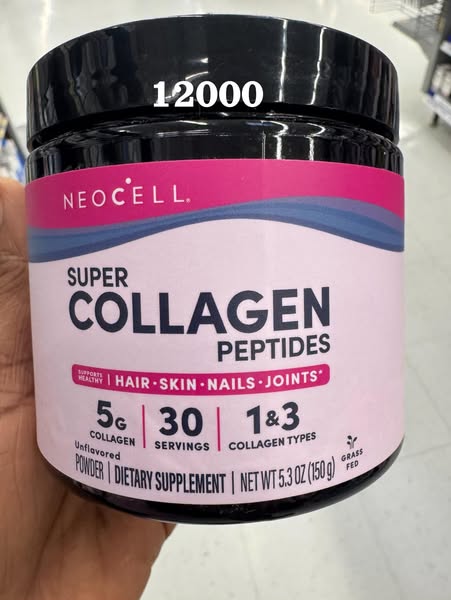 12000
NEOCELL®
SUPER
COLLAGEN
PEPTIDES
SUPPORTS HEALTHY | HAIR · SKIN · NAILS · JOINTS*
5G COLLAGEN | 30 SERVINGS | 1&3 COLLAGEN TYPES
Unflavored
POWDER | DIETARY SUPPLEMENT | NET WT 5.3 OZ (150g)
GRASS
FED